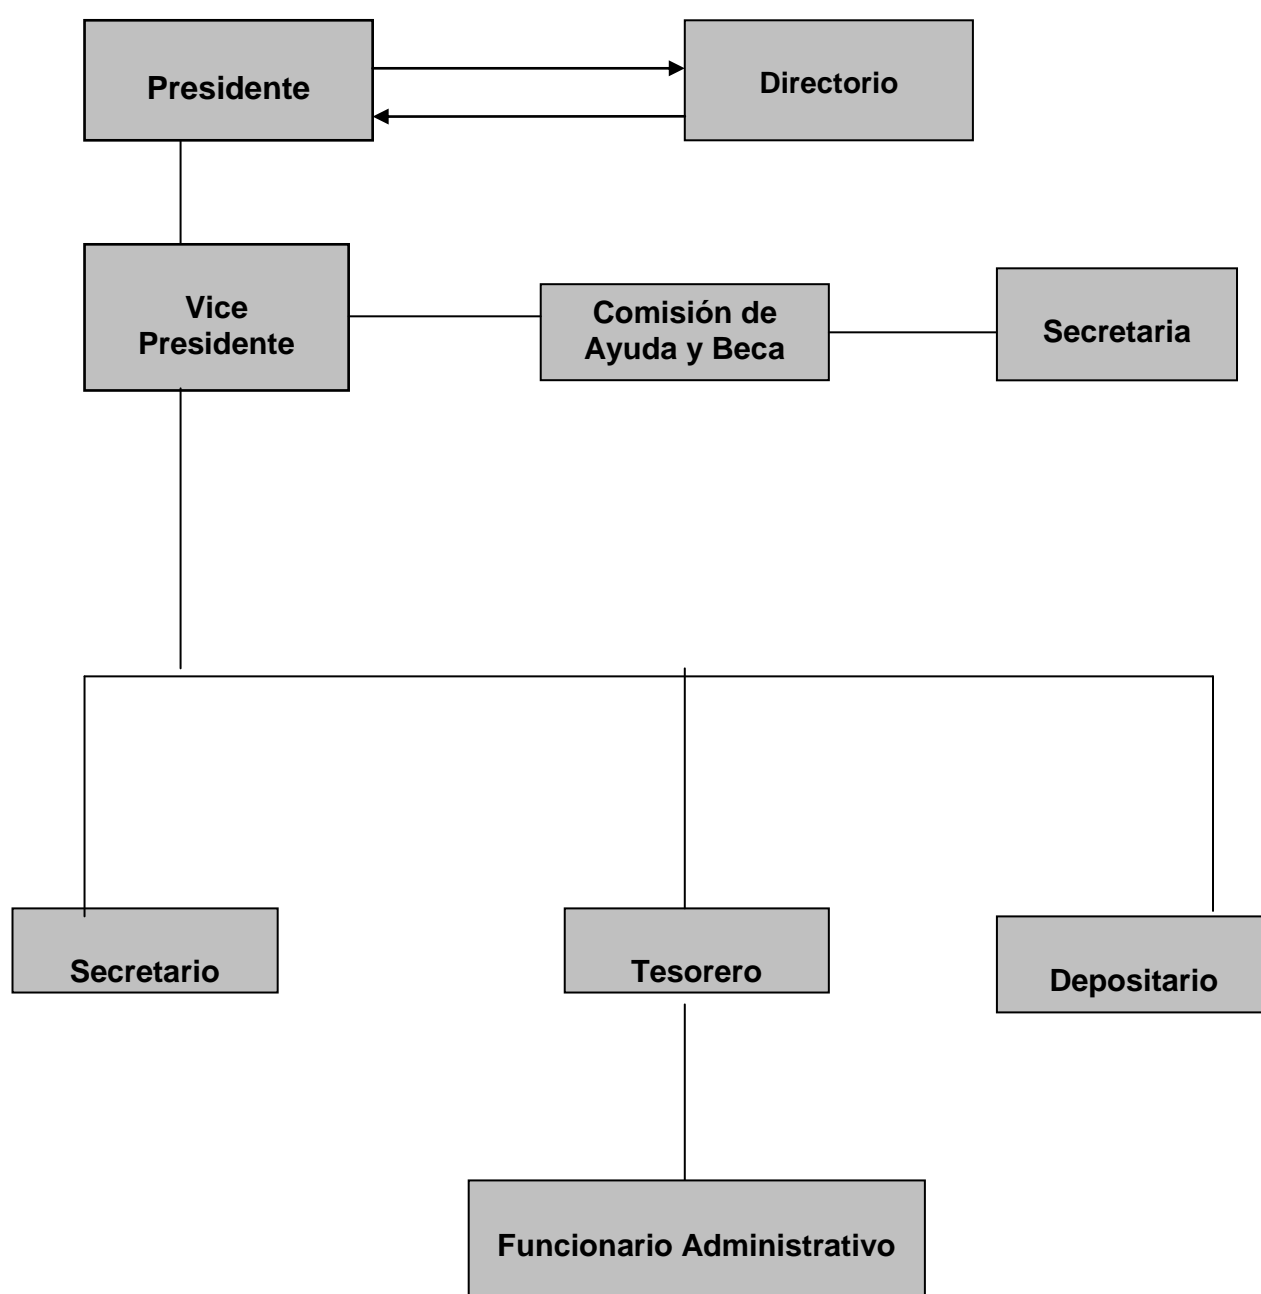 Presidente
Directorio
Vice
Presidente
Comisión de
Ayuda y Beca
Secretaria
Secretario
Tesorero
Depositario
Funcionario Administrativo